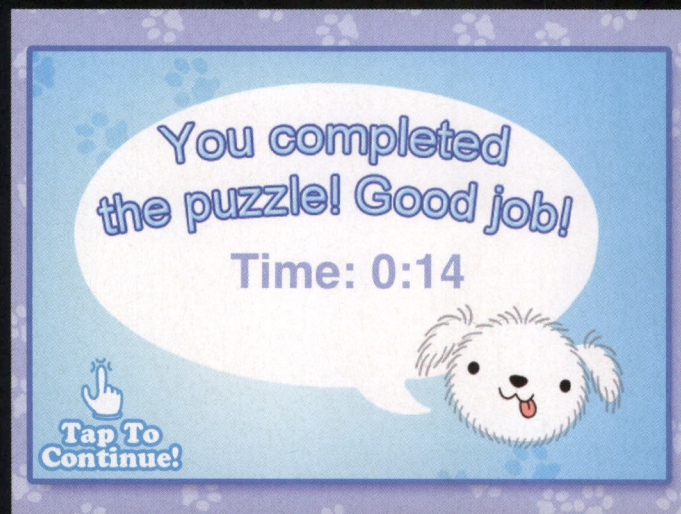 You completed
the puzzle! Good job!
Time: 0:14
Tap To
Continue!